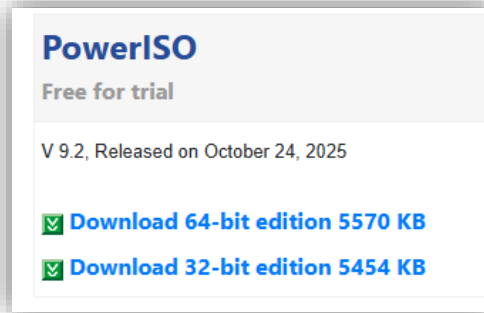 PowerISO
Free for trial
V 9.2, Released on October 24, 2025
Download 64-bit edition 5570 KB
Download 32-bit edition 5454 KB